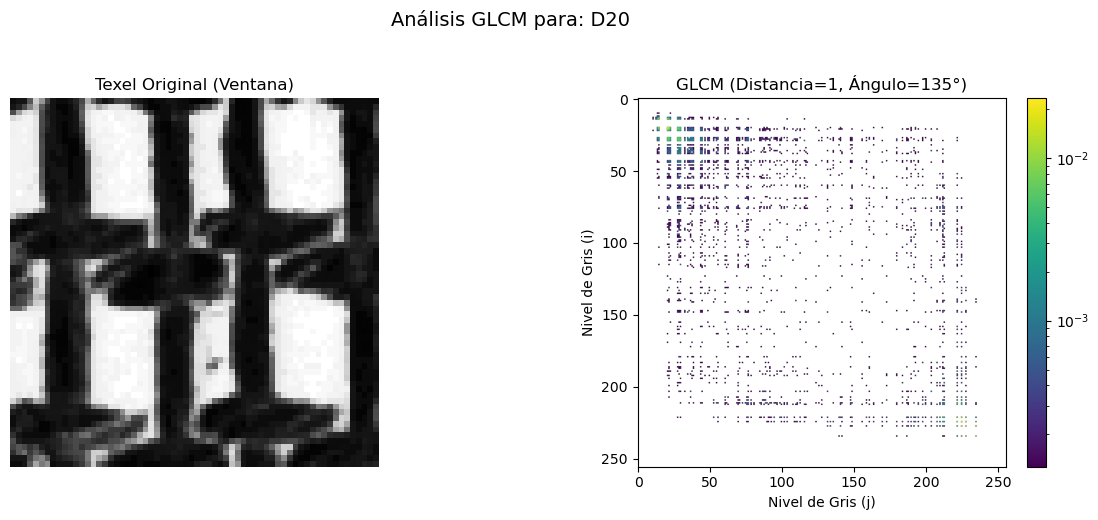 Análisis GLCM para: D20
Texel Original (Ventana)
GLCM (Distancia=1, Ángulo=135°)
0
50
100
150
200
250
Nivel de Gris (i)
0
50
100
150
200
250
Nivel de Gris (j)
10⁻²
10⁻³